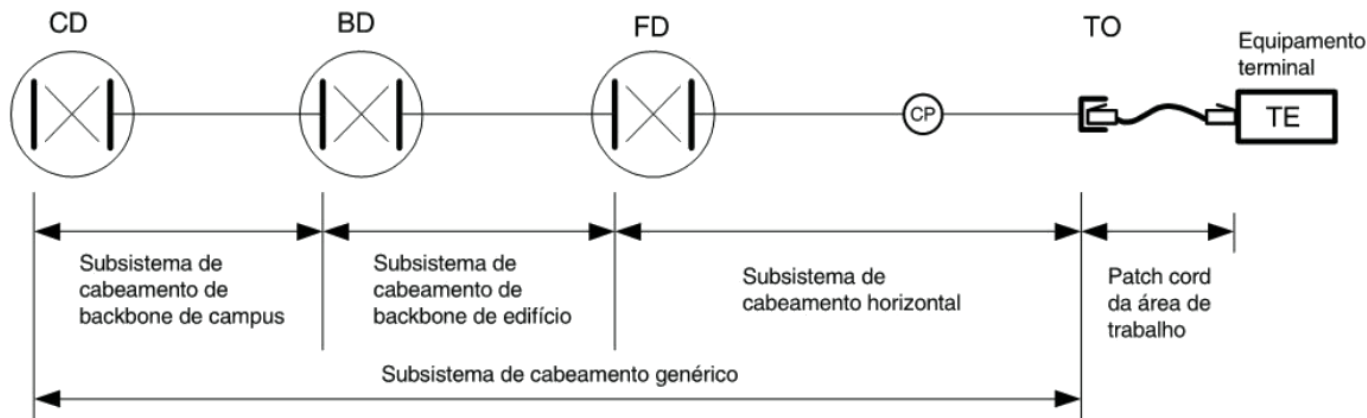 CD
BD
FD
TO
Equipamento
terminal
CP
TE
Subsistema de
cabeamento de
backbone de campus
Subsistema de
cabeamento de
backbone de edifício
Subsistema de
cabeamento horizontal
Patch cord
da área de
trabalho
Subsistema de cabeamento genérico